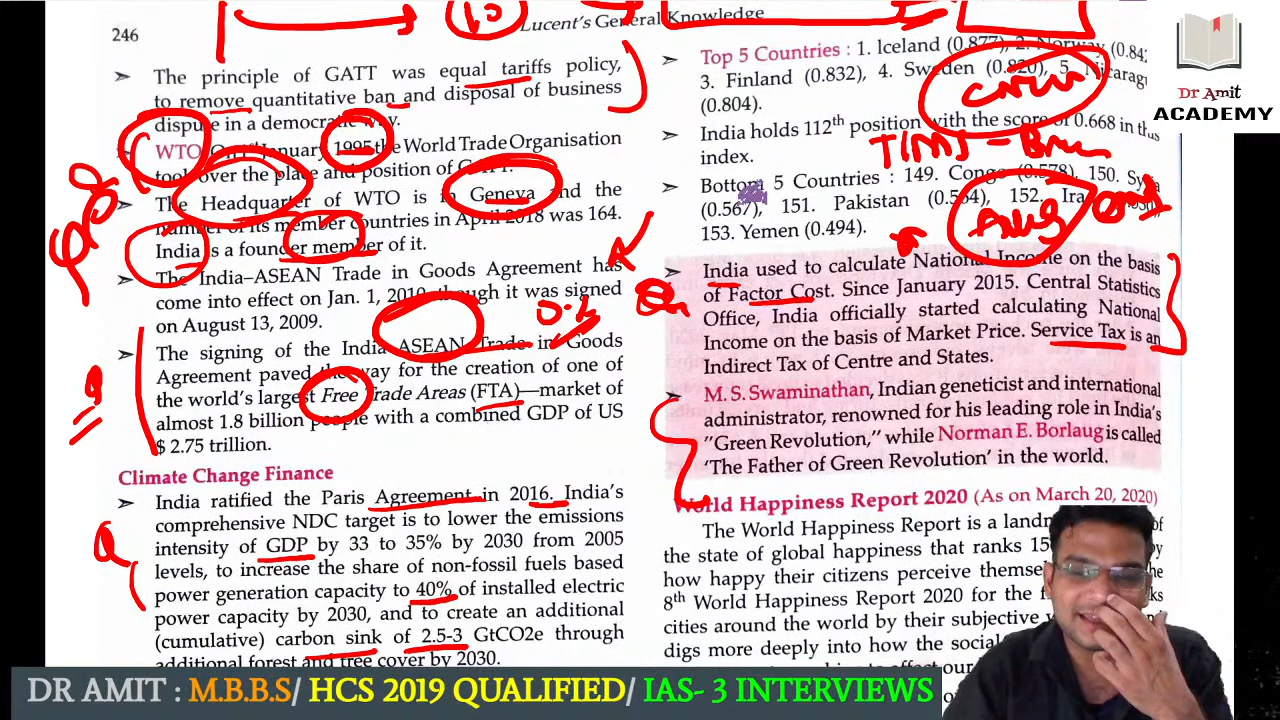 246
Lucent's General Knowledge
➢ The principle of GATT was equal tariffs policy,
to remove quantitative ban and disposal of business
dispute in a democratic way.
WTO January 1995 the World Trade Organisation
took over the place and position of GATT.
➢ The Headquarter of WTO is in Geneva and the
number of its member countries in April 2018 was 164.
India is a founder member of it.
➢ The India–ASEAN Trade in Goods Agreement has
come into effect on Jan. 1, 2010 though it was signed
on August 13, 2009.
➢ The signing of the India ASEAN Trade in Goods
Agreement paved the way for the creation of one of
the world's largest Free Trade Areas (FTA)—market of
almost 1.8 billion people with a combined GDP of US
$ 2.75 trillion.
Climate Change Finance
➢ India ratified the Paris Agreement in 2016. India's
comprehensive NDC target is to lower the emissions
intensity of GDP by 33 to 35% by 2030 from 2005
levels, to increase the share of non-fossil fuels based
power generation capacity to 40% of installed electric
power capacity by 2030, and to create an additional
(cumulative) carbon sink of 2.5-3 GtCO2e through
additional forest and tree cover by 2030.
➢ Top 5 Countries : 1. Iceland (0.877), 2. Norway (0.84
3. Finland (0.832), 4. Sweden (0.820), 5. Nicarag
(0.804).
➢ India holds 112th position with the score of 0.668 in this
index.
➢ Bottom 5 Countries : 149. Congo (0.578), 150. Sy
(0.567), 151. Pakistan (0.564), 152. Ira
153. Yemen (0.494).
➢ India used to calculate National Income on the basis
of Factor Cost. Since January 2015. Central Statistics
Office, India officially started calculating National
Income on the basis of Market Price. Service Tax is an
Indirect Tax of Centre and States.
➢ M. S. Swaminathan, Indian geneticist and international
administrator, renowned for his leading role in India's
"Green Revolution," while Norman E. Borlaug is called
'The Father of Green Revolution' in the world.
World Happiness Report 2020 (As on March 20, 2020)
The World Happiness Report is a of
the state of global happiness that ranks by
how happy their citizens perceive
8th World Happiness Report 2020 for the
cities around the world by their subjective
digs more deeply into how the social
our
Dr Amit
ACADEMY
DR AMIT : M.B.B.S/ HCS 2019 QUALIFIED/ IAS- 3 INTERVIEWS